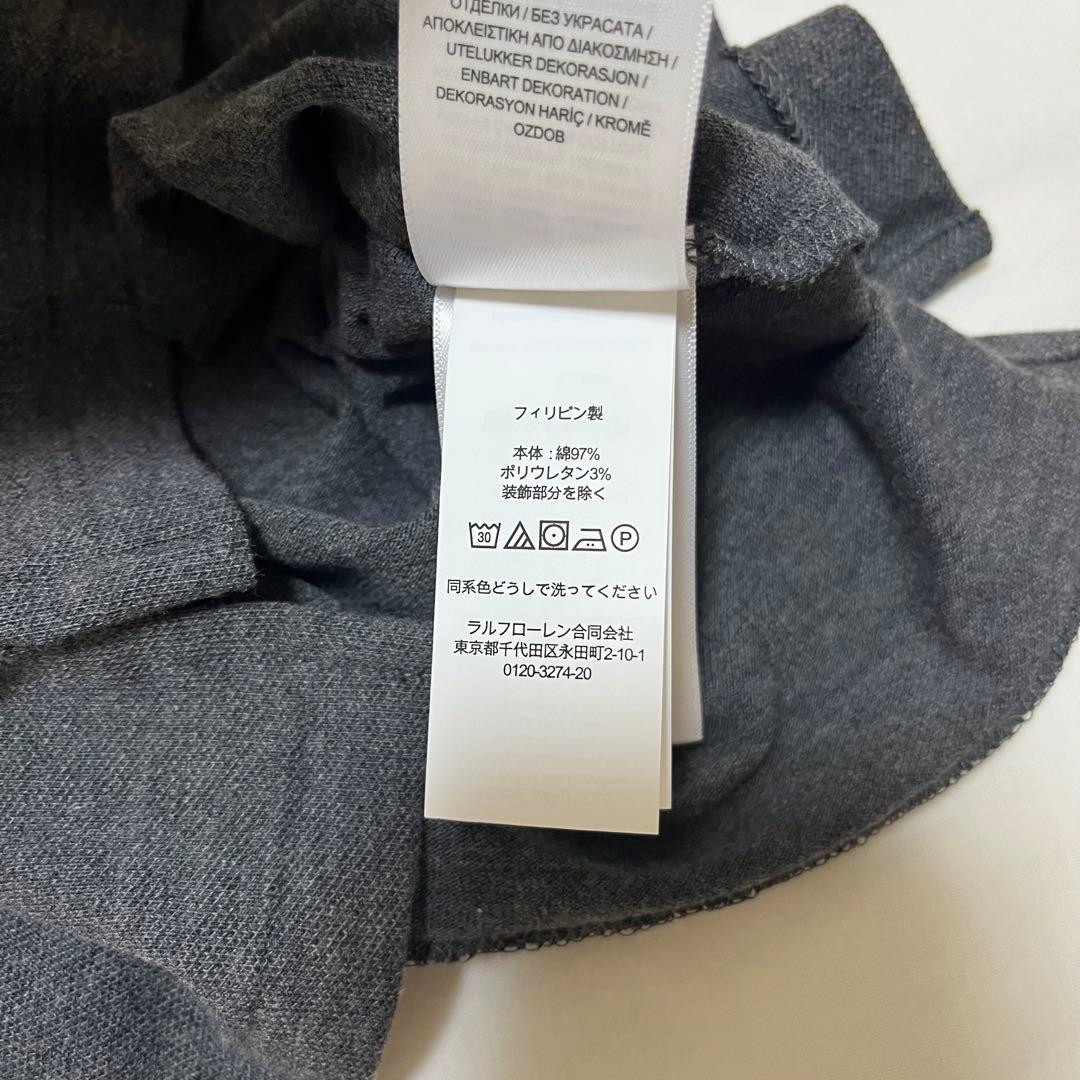 ОТДЕЛКИ / БЕЗ УКРАСАТА /
ΑΠΟΚΛΕΙΣΤΙΚΗ ΑΠΟ ΔΙΑΚΟΣΜΗΣΗ /
UTELUKKER DEKORASJON /
ENBART DEKORATION /
DEKORASYON HARİÇ / KROMĚ
OZDOB
フィリピン製
本体 : 綿97%
ポリウレタン3%
装飾部分を除く
30 P
同系色どうしで洗ってください
ラルフローレン合同会社
東京都千代田区永田町2-10-1
0120-3274-20